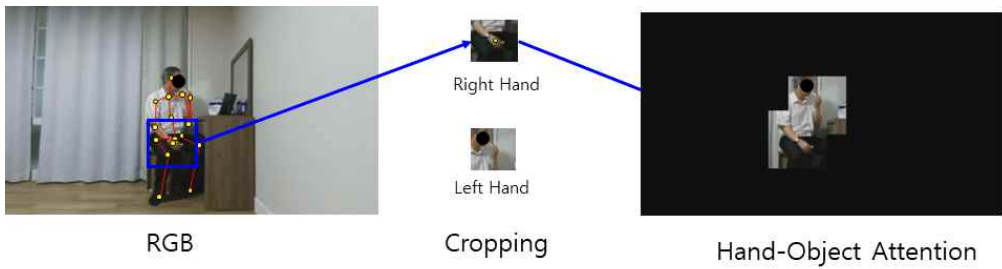 Right Hand
Left Hand
RGB
Cropping
Hand-Object Attention